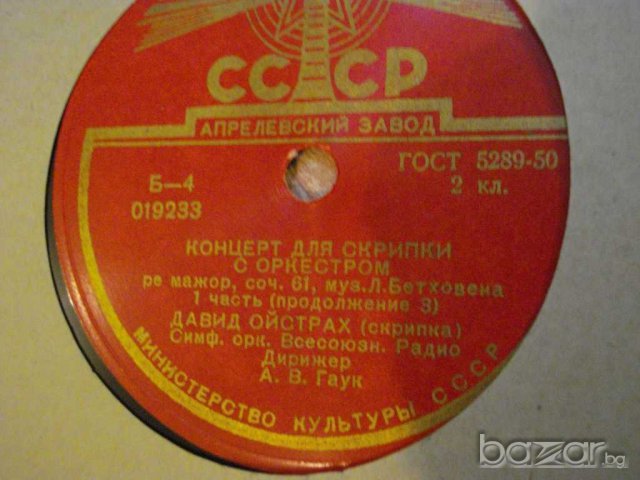 СССР
АПРЕЛЕВСКИЙ ЗАВОД
ГОСТ 5289-50
2 кл.
Б—4
019233
КОНЦЕРТ ДЛЯ СКРИПКИ
С ОРКЕСТРОМ
ре мажор, соч. 61, муз. Л. Бетховена
1 часть (продолжение 3)
ДАВИД ОЙСТРАХ (скрипка)
Симф. орк. Всесоюзн. Радио
Дирижер
А. В. Гаук
МИНИСТЕРСТВО КУЛЬТУРЫ СССР
bazar.bg